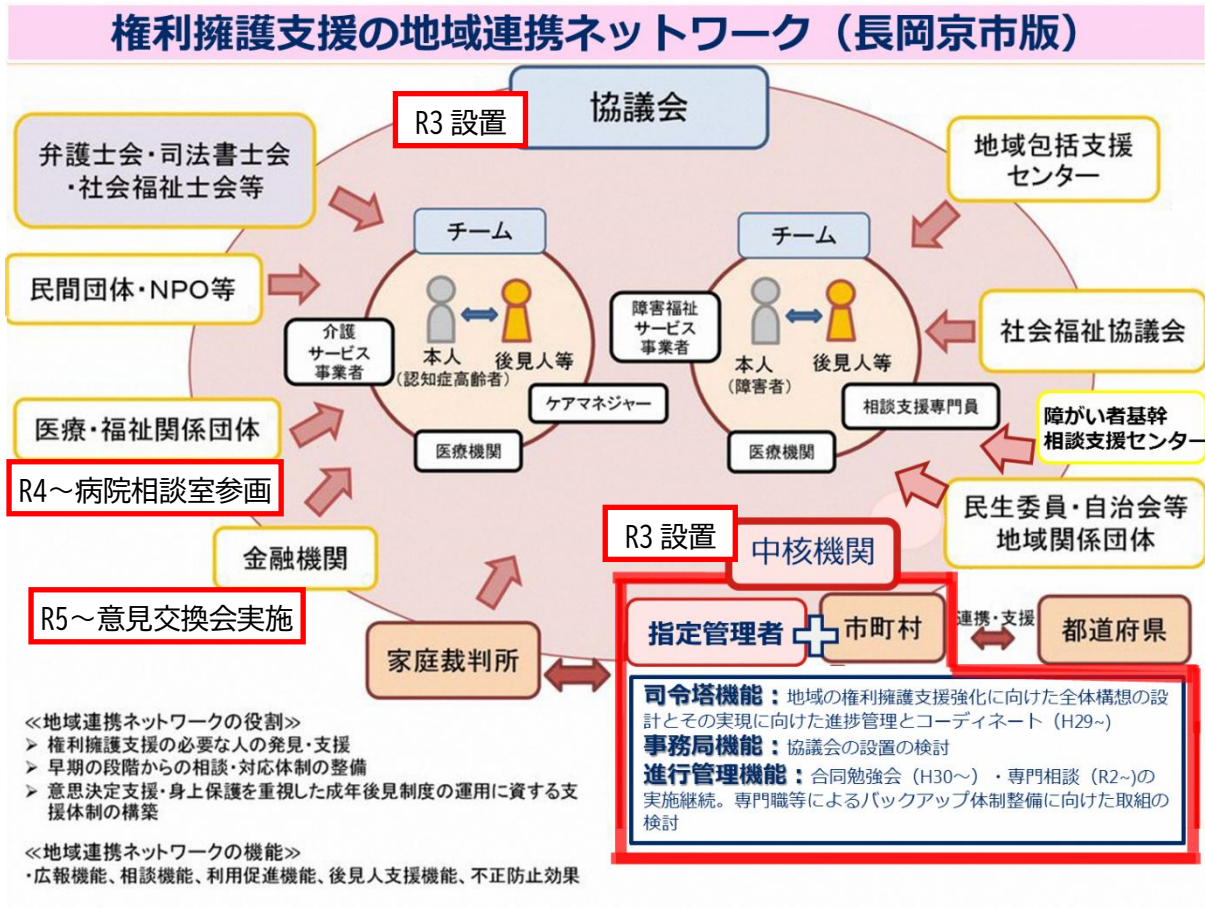 権利擁護支援の地域連携ネットワーク（長岡京市版）
R3 設置
協議会
弁護士会・司法書士会
・社会福祉士会等
地域包括支援
センター
チーム
チーム
民間団体・NPO等
社会福祉協議会
介護
サービス
事業者
本人
(認知症高齢者)
後見人等
ケアマネジャー
医療機関
障害福祉
サービス
事業者
本人
(障害者)
後見人等
相談支援専門員
医療機関
医療・福祉関係団体
R4～病院相談室参画
障がい者基幹
相談支援センター
民生委員・自治会等
地域関係団体
金融機関
R5～意見交換会実施
R3 設置
中核機関
家庭裁判所
指定管理者
市町村
連携・支援
都道府県
司令塔機能：地域の権利擁護支援強化に向けた全体構想の設
計とその実現に向けた進捗管理とコーディネート（H29~)
事務局機能：協議会の設置の検討
進行管理機能：合同勉強会（H30～）・専門相談（R2~)の
実施継続。専門職等によるバックアップ体制整備に向けた取組の
検討
≪地域連携ネットワークの役割≫
➢ 権利擁護支援の必要な人の発見・支援
➢ 早期の段階からの相談・対応体制の整備
➢ 意思決定支援・身上保護を重視した成年後見制度の運用に資する支
援体制の構築
≪地域連携ネットワークの機能≫
・広報機能、相談機能、利用促進機能、後見人支援機能、不正防止効果